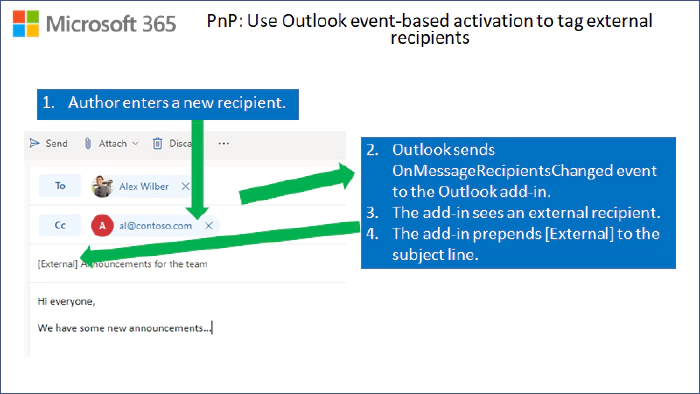 Microsoft 365
PnP: Use Outlook event-based activation to tag external
recipients
1. Author enters a new recipient.
Send Attach Disca ...
To Alex Wilber X
Cc A al@contoso.com X
[External] Announcements for the team
Hi everyone,
We have some new announcements...
2. Outlook sends
OnMessageRecipientsChanged event
to the Outlook add-in.
3. The add-in sees an external recipient.
4. The add-in prepends [External] to the
subject line.